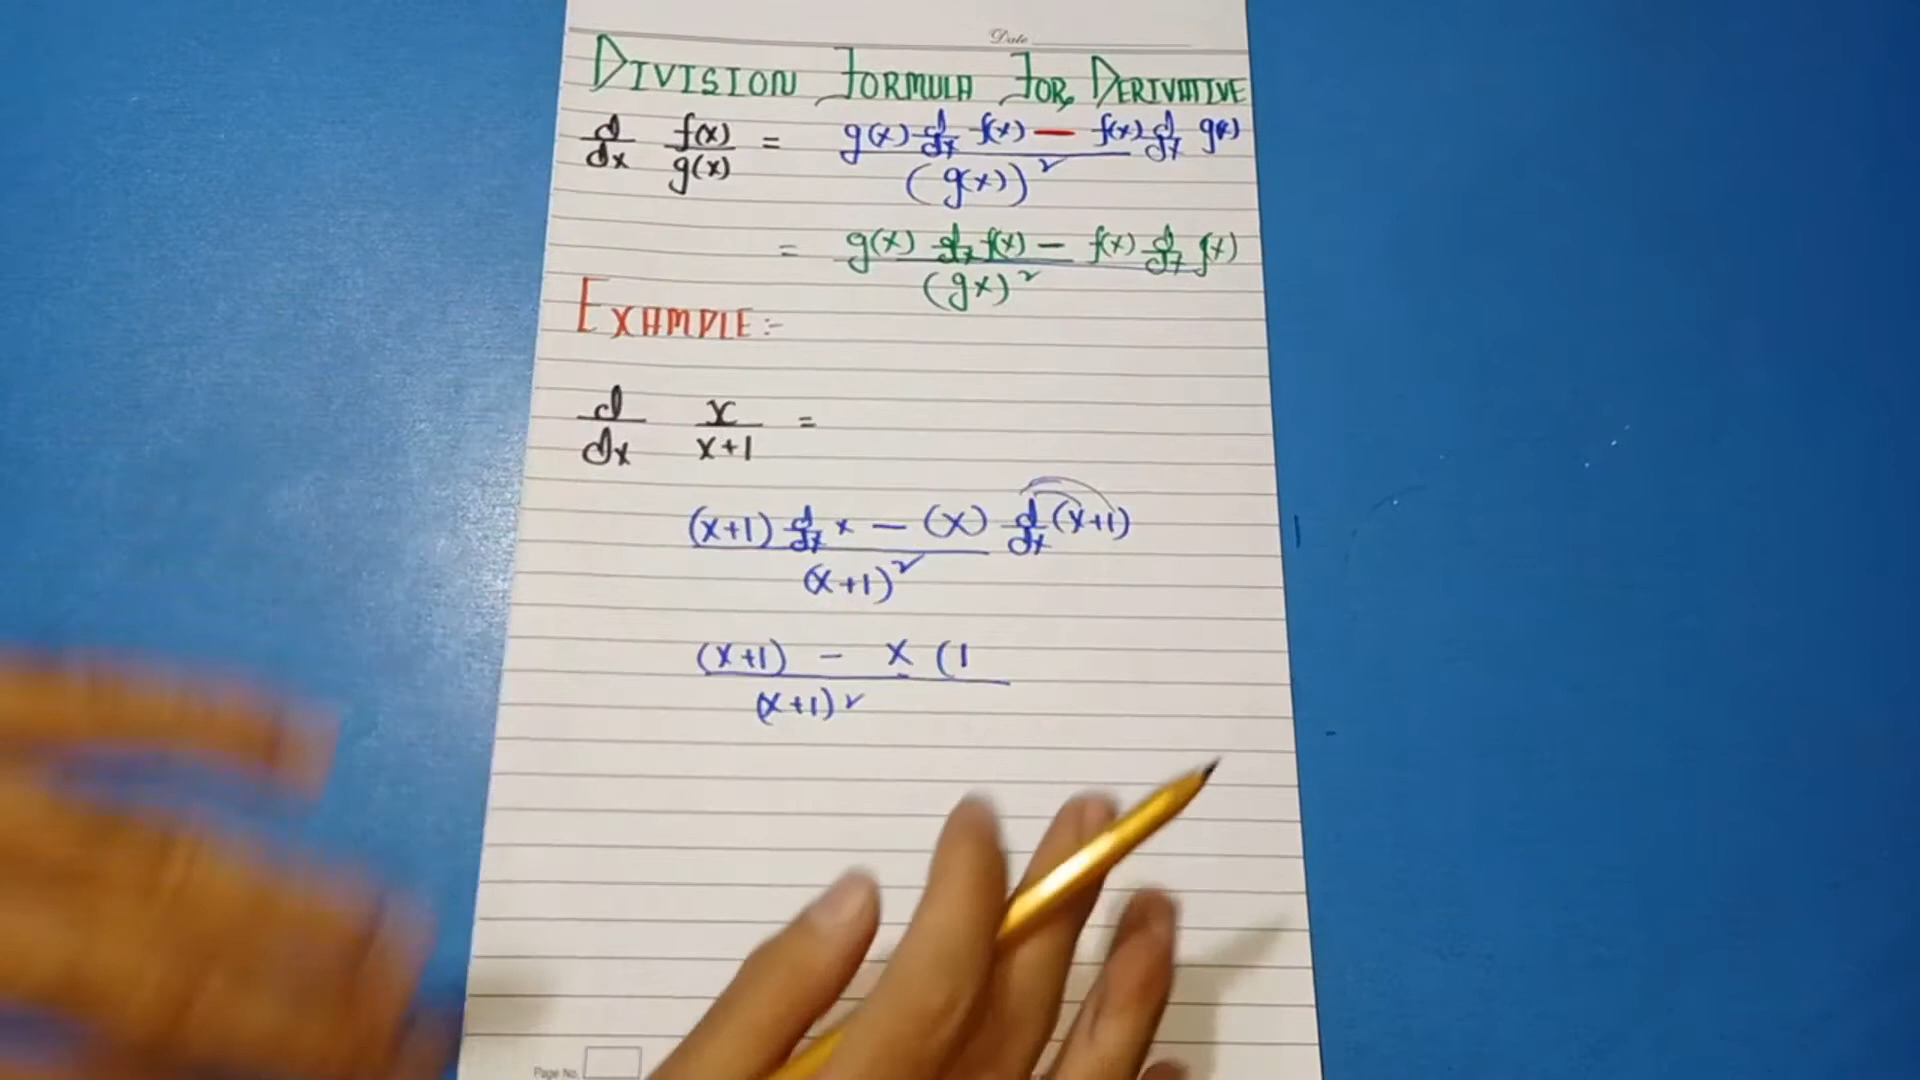 Date
DIVISION FORMULA FOR DERIVATIVE
d/dx f(x)/g(x) = g(x) d/dx f(x) — f(x) d/dx g(x) / (g(x))²
= g(x) d/dx f(x) — f(x) d/dx f(x) / (gx)²
EXAMPLE:-
d/dx x/x+1 =
(x+1) d/dx x — (x) d/dx (x+1) / (x+1)²
(x+1) - x (1 / (x+1)²
Page No.